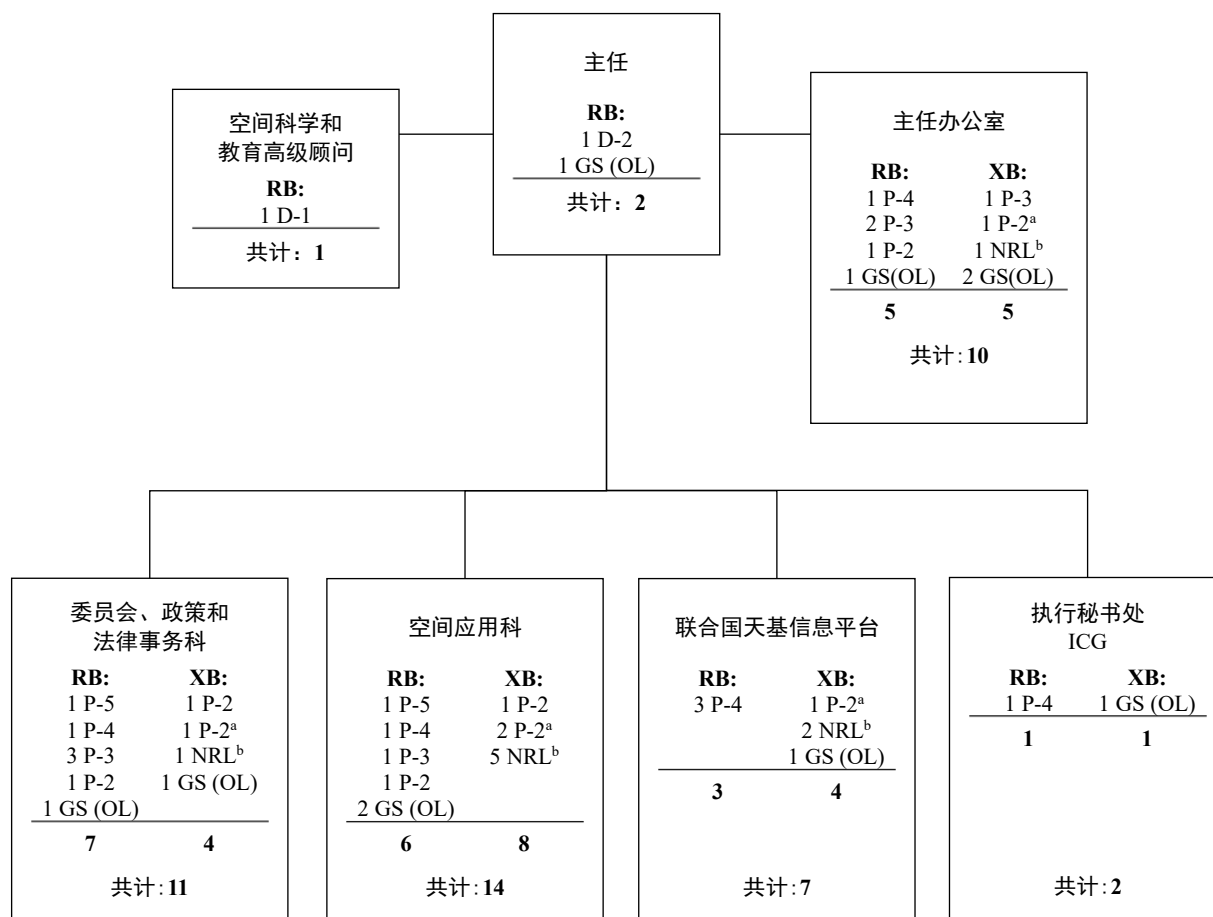 主任
RB:
1 D-2
1 GS (OL)
共计：2
空间科学和
教育高级顾问
RB:
1 D-1
共计：1
主任办公室
RB: XB:
1 P-4 1 P-3
2 P-3 1 P-2ᵃ
1 P-2 1 NRLᵇ
1 GS(OL) 2 GS(OL)
5 5
共计：10
委员会、政策和
法律事务科
RB: XB:
1 P-5 1 P-2
1 P-4 1 P-2ᵃ
3 P-3 1 NRLᵇ
1 P-2 1 GS (OL)
1 GS (OL)
7 4
共计：11
空间应用科
RB: XB:
1 P-5 1 P-2
1 P-4 2 P-2ᵃ
1 P-3 5 NRLᵇ
1 P-2
2 GS (OL)
6 8
共计：14
联合国天基信息平台
RB: XB:
3 P-4 1 P-2ᵃ
2 NRLᵇ
1 GS (OL)
3 4
共计：7
执行秘书处
ICG
RB: XB:
1 P-4 1 GS (OL)
1 1
共计：2